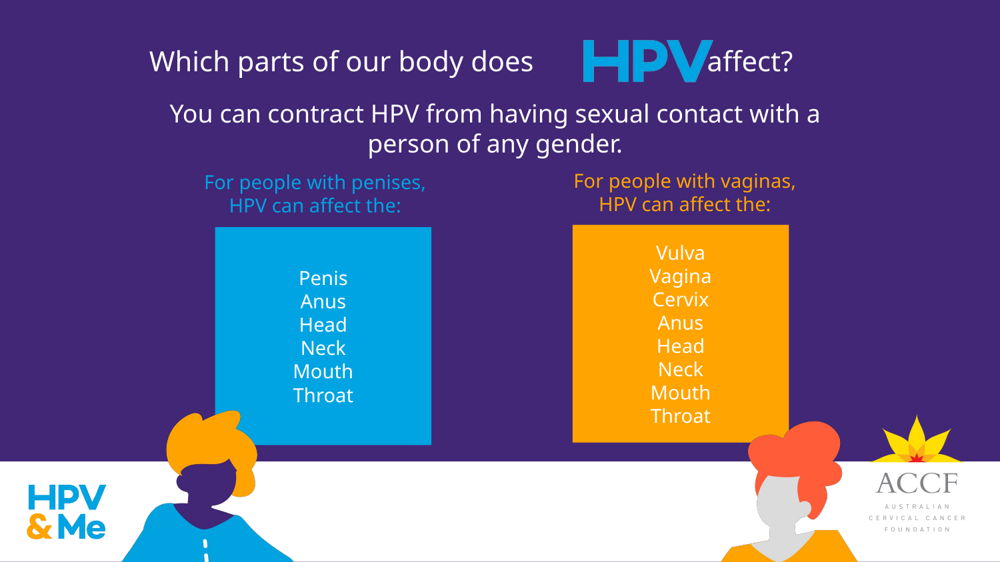 Which parts of our body does HPV affect?
You can contract HPV from having sexual contact with a
person of any gender.
For people with penises,
HPV can affect the:
Penis
Anus
Head
Neck
Mouth
Throat
For people with vaginas,
HPV can affect the:
Vulva
Vagina
Cervix
Anus
Head
Neck
Mouth
Throat
HPV
& Me
ACCF
AUSTRALIAN
CERVICAL CANCER
FOUNDATION